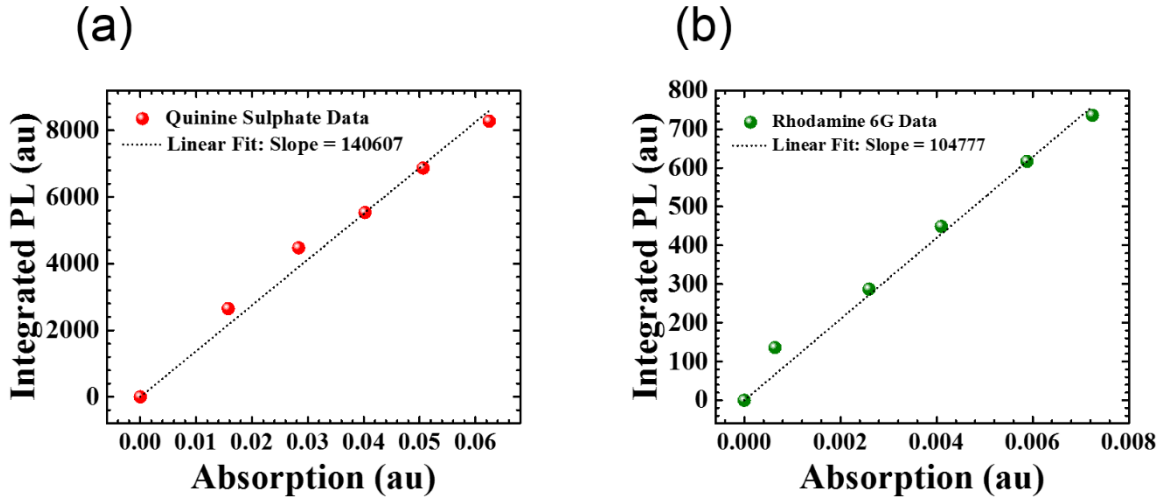 (a)
Quinine Sulphate Data
Linear Fit: Slope = 140607
Integrated PL (au)
8000
6000
4000
2000
0
0.00 0.01 0.02 0.03 0.04 0.05 0.06
Absorption (au)
(b)
Rhodamine 6G Data
Linear Fit: Slope = 104777
Integrated PL (au)
800
700
600
500
400
300
200
100
0
0.000 0.002 0.004 0.006 0.008
Absorption (au)